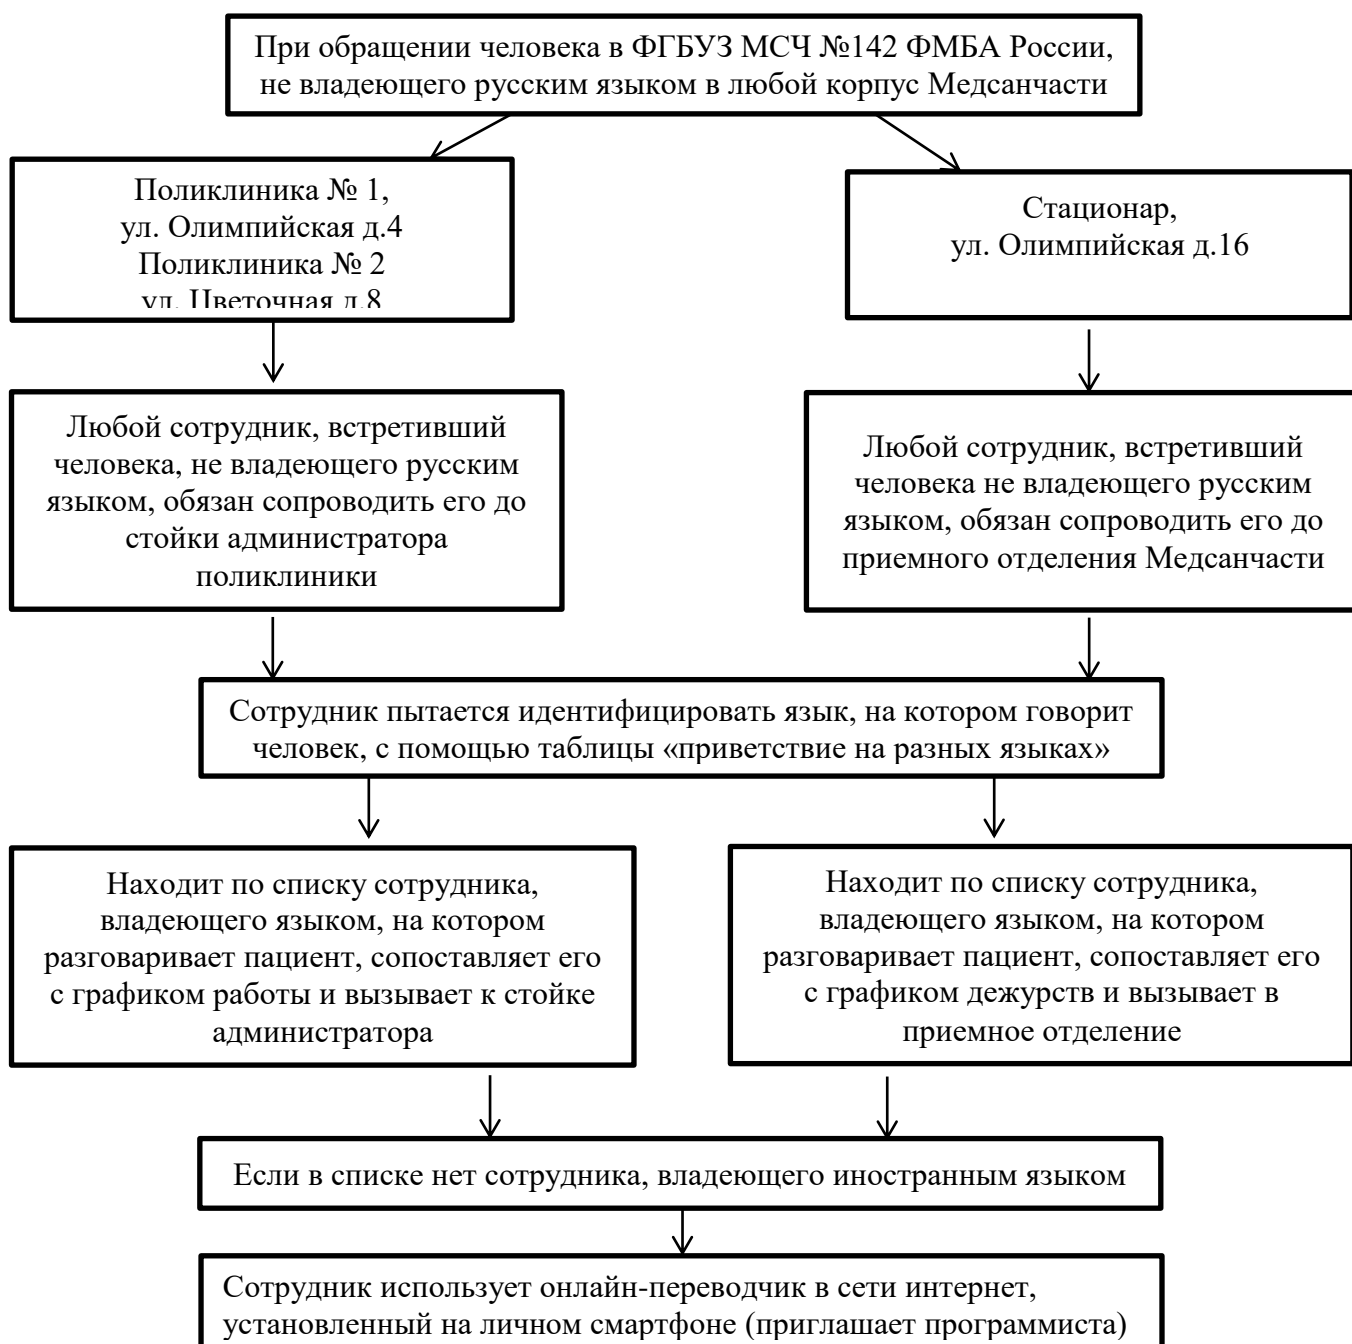 При обращении человека в ФГБУЗ МСЧ №142 ФМБА России,
не владеющего русским языком в любой корпус Медсанчасти
Поликлиника № 1,
ул. Олимпийская д.4
Поликлиника № 2
ул. Цветочная д.8
Стационар,
ул. Олимпийская д.16
Любой сотрудник, встретивший
человека, не владеющего русским
языком, обязан сопроводить его до
стойки администратора
поликлиники
Любой сотрудник, встретивший
человека не владеющего русским
языком, обязан сопроводить его до
приемного отделения Медсанчасти
Сотрудник пытается идентифицировать язык, на котором говорит
человек, с помощью таблицы «приветствие на разных языках»
Находит по списку сотрудника,
владеющего языком, на котором
разговаривает пациент, сопоставляет его
с графиком работы и вызывает к стойке
администратора
Находит по списку сотрудника,
владеющего языком, на котором
разговаривает пациент, сопоставляет его
с графиком дежурств и вызывает в
приемное отделение
Если в списке нет сотрудника, владеющего иностранным языком
Сотрудник использует онлайн-переводчик в сети интернет,
установленный на личном смартфоне (приглашает программиста)